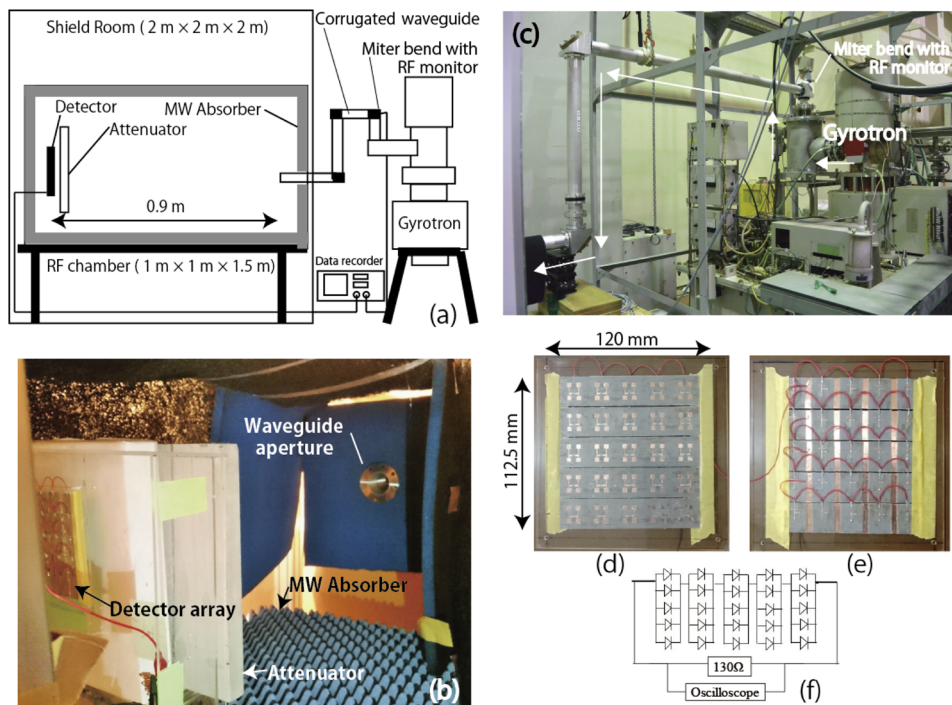 Shield Room ( 2 m × 2 m × 2 m)
Corrugated waveguide
Miter bend with
RF monitor
Detector
MW Absorber
Attenuator
0.9 m
Gyrotron
RF chamber ( 1 m × 1 m × 1.5 m)
Data recorder
(a)
(c)
Miter bend with
RF monitor
Gyrotron
Waveguide
aperture
MW Absorber
Detector array
Attenuator
(b)
120 mm
112.5 mm
(d)
(e)
130Ω
Oscilloscope
(f)